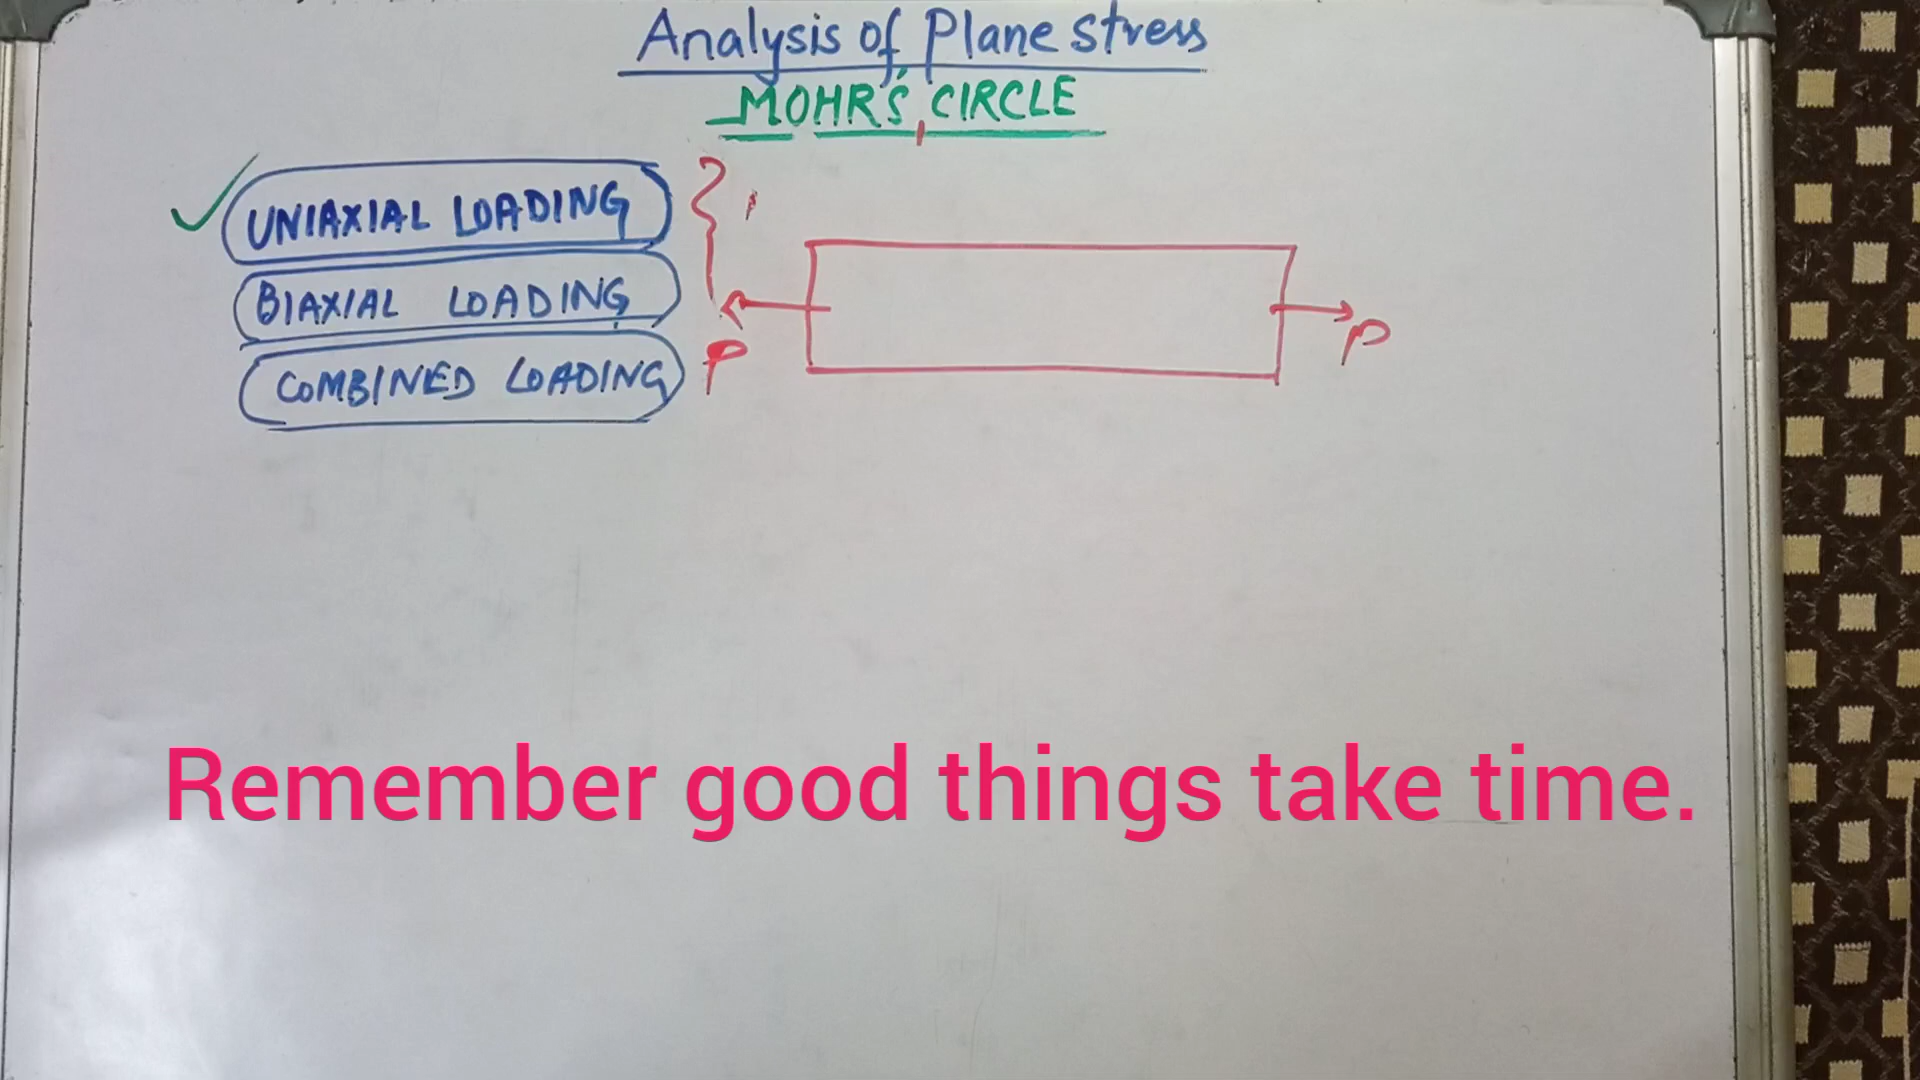 Analysis of Plane stress
MOHR'S CIRCLE
UNIAXIAL LOADING
BIAXIAL LOADING
COMBINED LOADING
P
P
Remember good things take time.